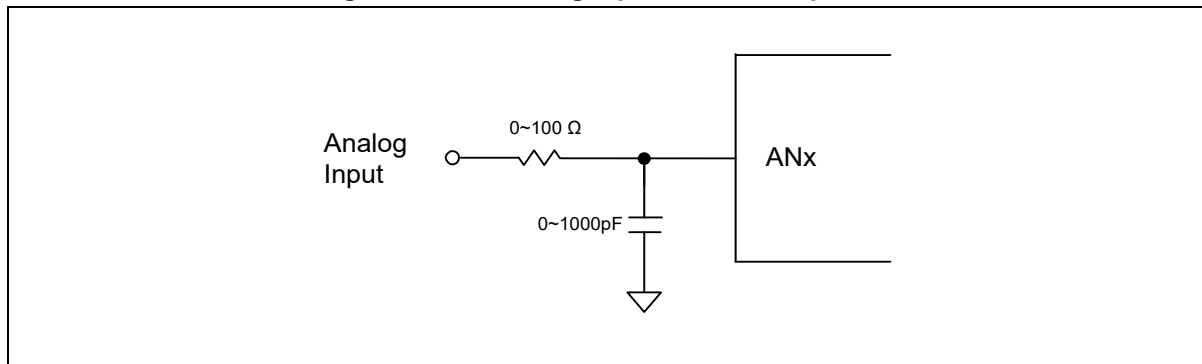 0~100 Ω
Analog
Input
ANx
0~1000pF